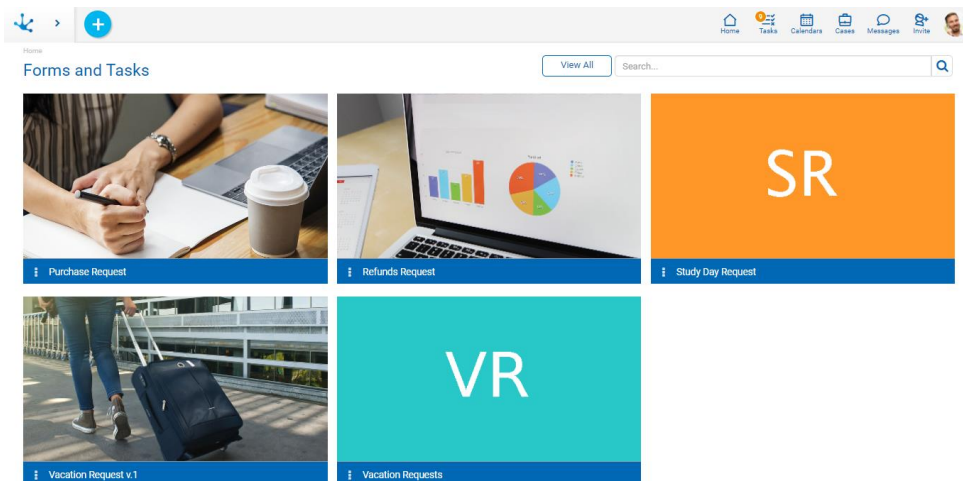 Home
Tasks
Calendars
Cases
Messages
Invite
Home
Forms and Tasks
View All
Search...
SR
Purchase Request
Refunds Request
Study Day Request
VR
Vacation Request v.1
Vacation Requests